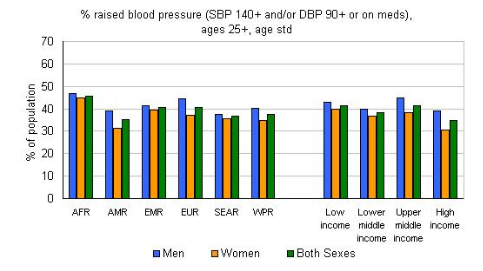 % raised blood pressure (SBP 140+ and/or DBP 90+ or on meds),
ages 25+, age std
% of population
70
60
50
40
30
20
10
0
AFR AMR EMR EUR SEAR WPR Low income Lower middle income Upper middle income High income
Men Women Both Sexes